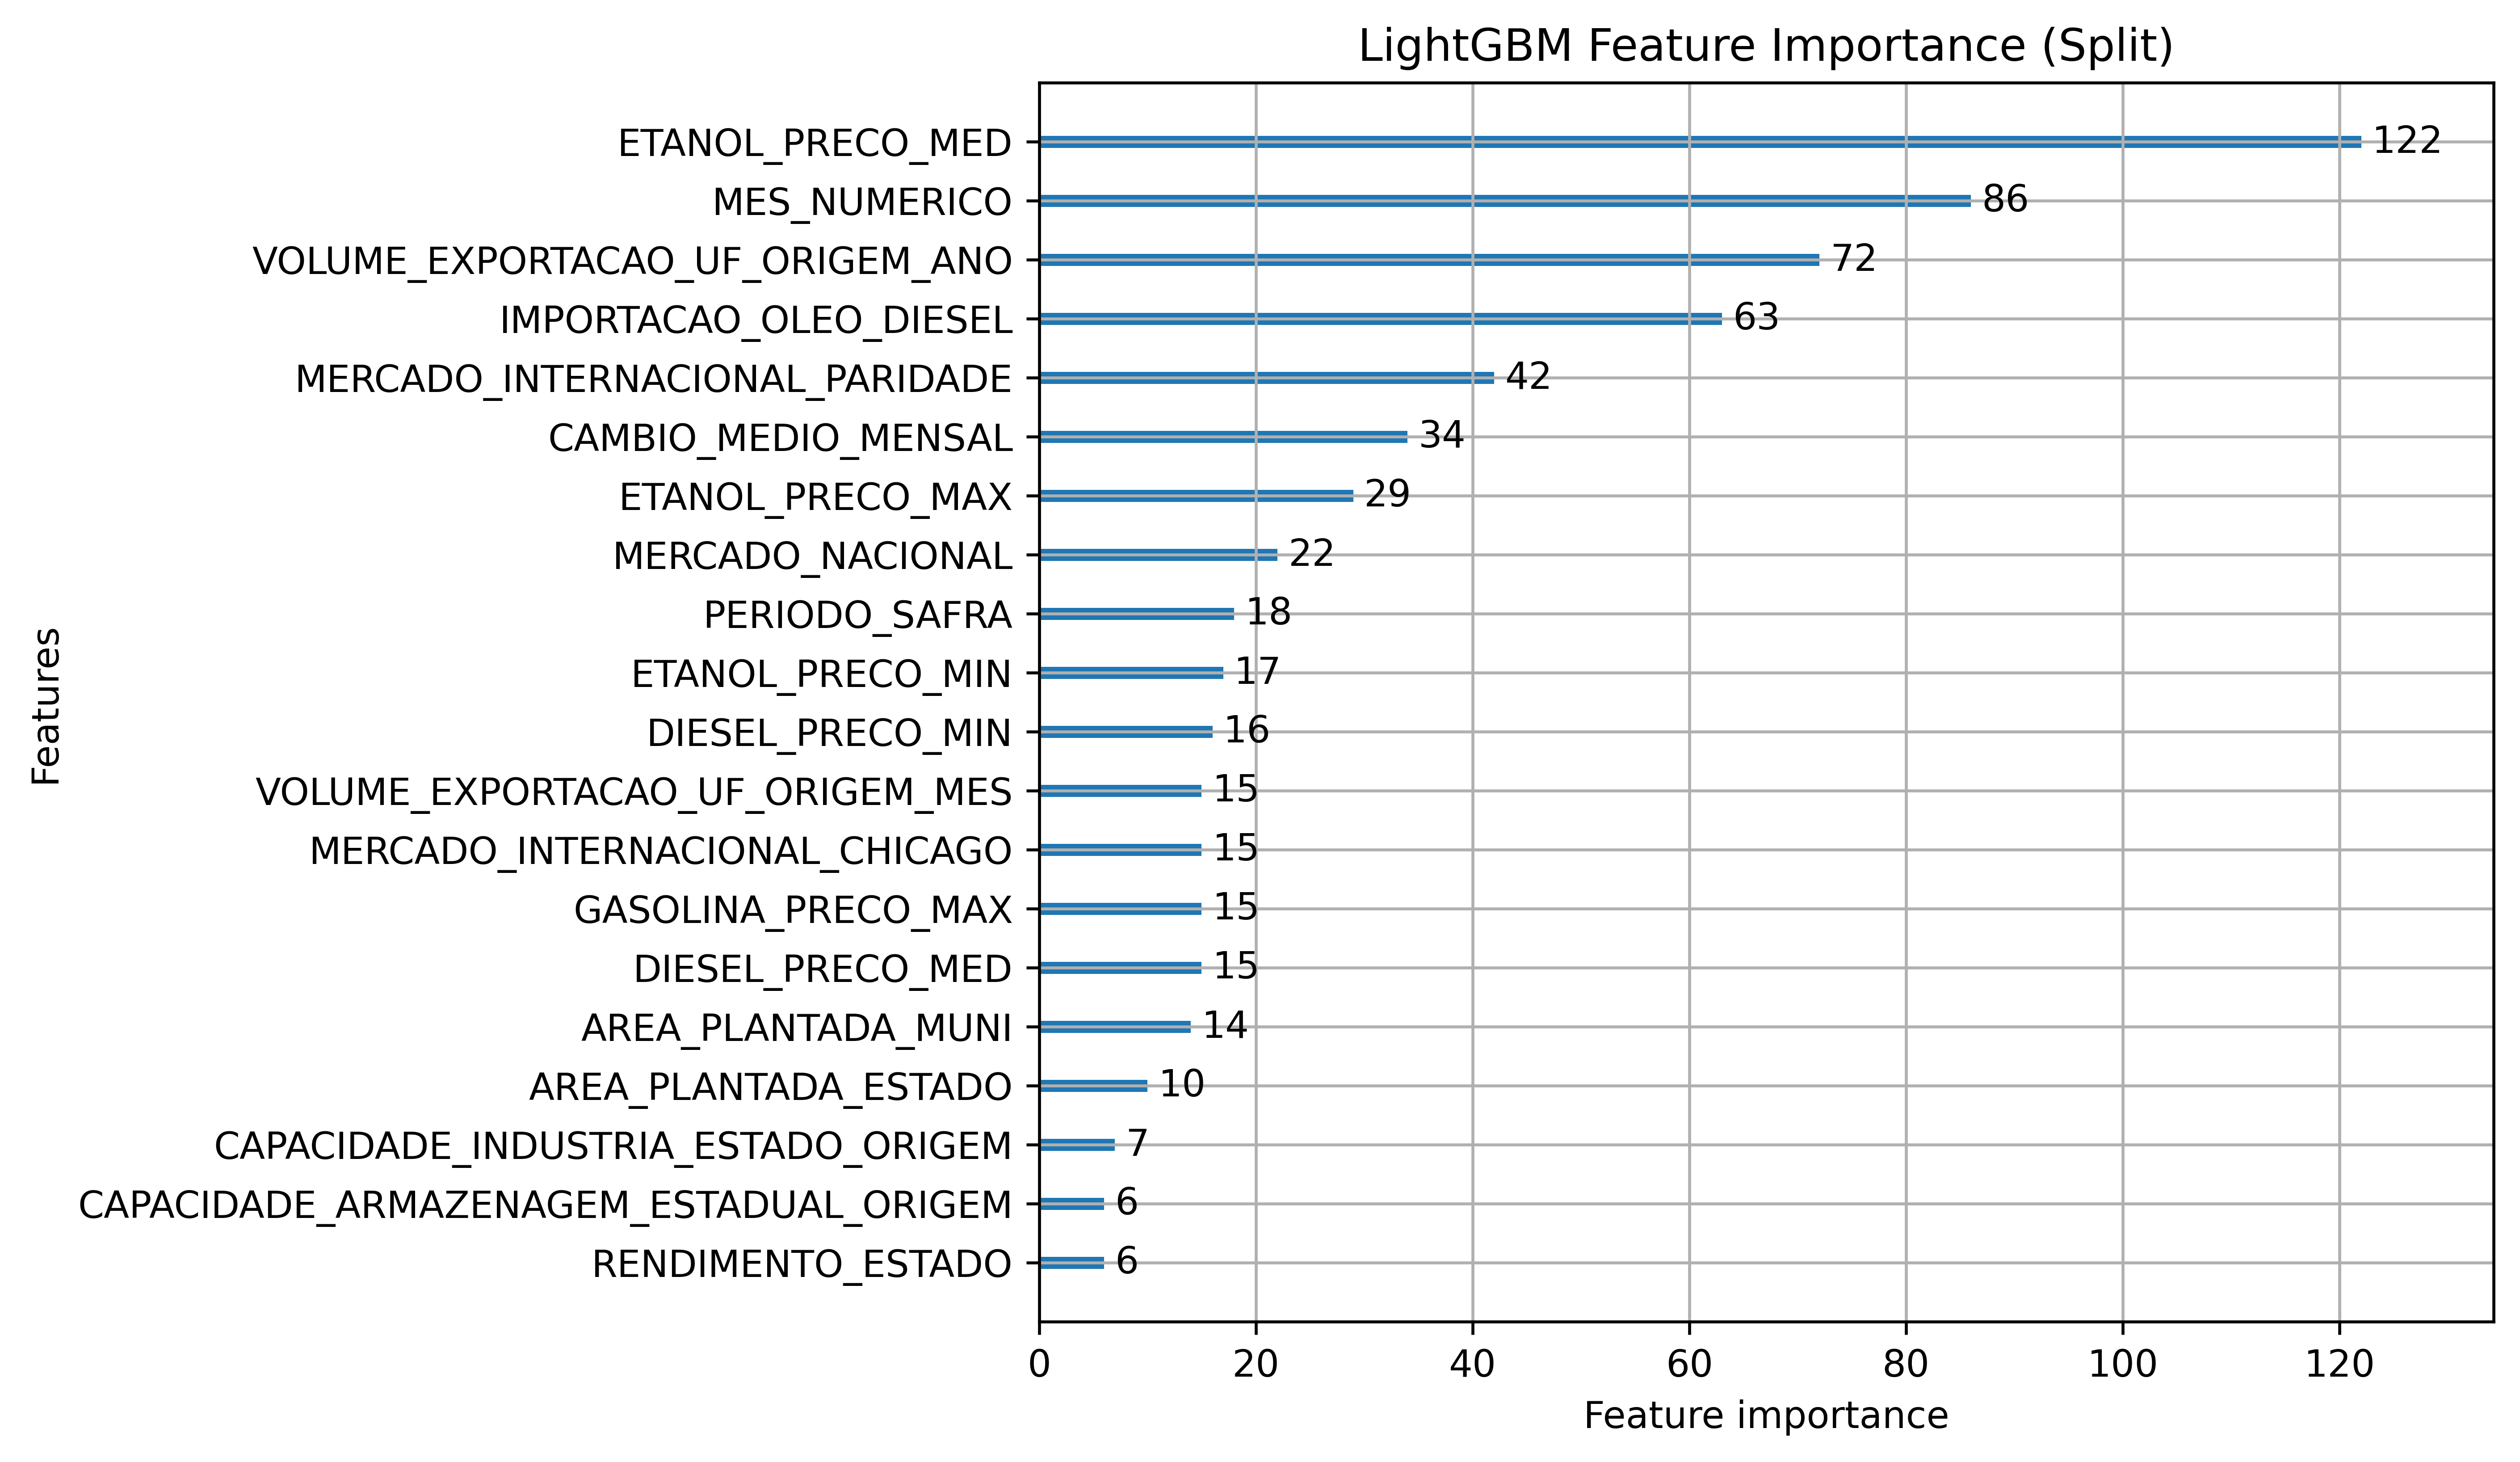 LightGBM Feature Importance (Split)
Features
ETANOL_PRECO_MED 122
MES_NUMERICO 86
VOLUME_EXPORTACAO_UF_ORIGEM_ANO 72
IMPORTACAO_OLEO_DIESEL 63
MERCADO_INTERNACIONAL_PARIDADE 42
CAMBIO_MEDIO_MENSAL 34
ETANOL_PRECO_MAX 29
MERCADO_NACIONAL 22
PERIODO_SAFRA 18
ETANOL_PRECO_MIN 17
DIESEL_PRECO_MIN 16
VOLUME_EXPORTACAO_UF_ORIGEM_MES 15
MERCADO_INTERNACIONAL_CHICAGO 15
GASOLINA_PRECO_MAX 15
DIESEL_PRECO_MED 15
AREA_PLANTADA_MUNI 14
AREA_PLANTADA_ESTADO 10
CAPACIDADE_INDUSTRIA_ESTADO_ORIGEM 7
CAPACIDADE_ARMAZENAGEM_ESTADUAL_ORIGEM 6
RENDIMENTO_ESTADO 6
0 20 40 60 80 100 120
Feature importance